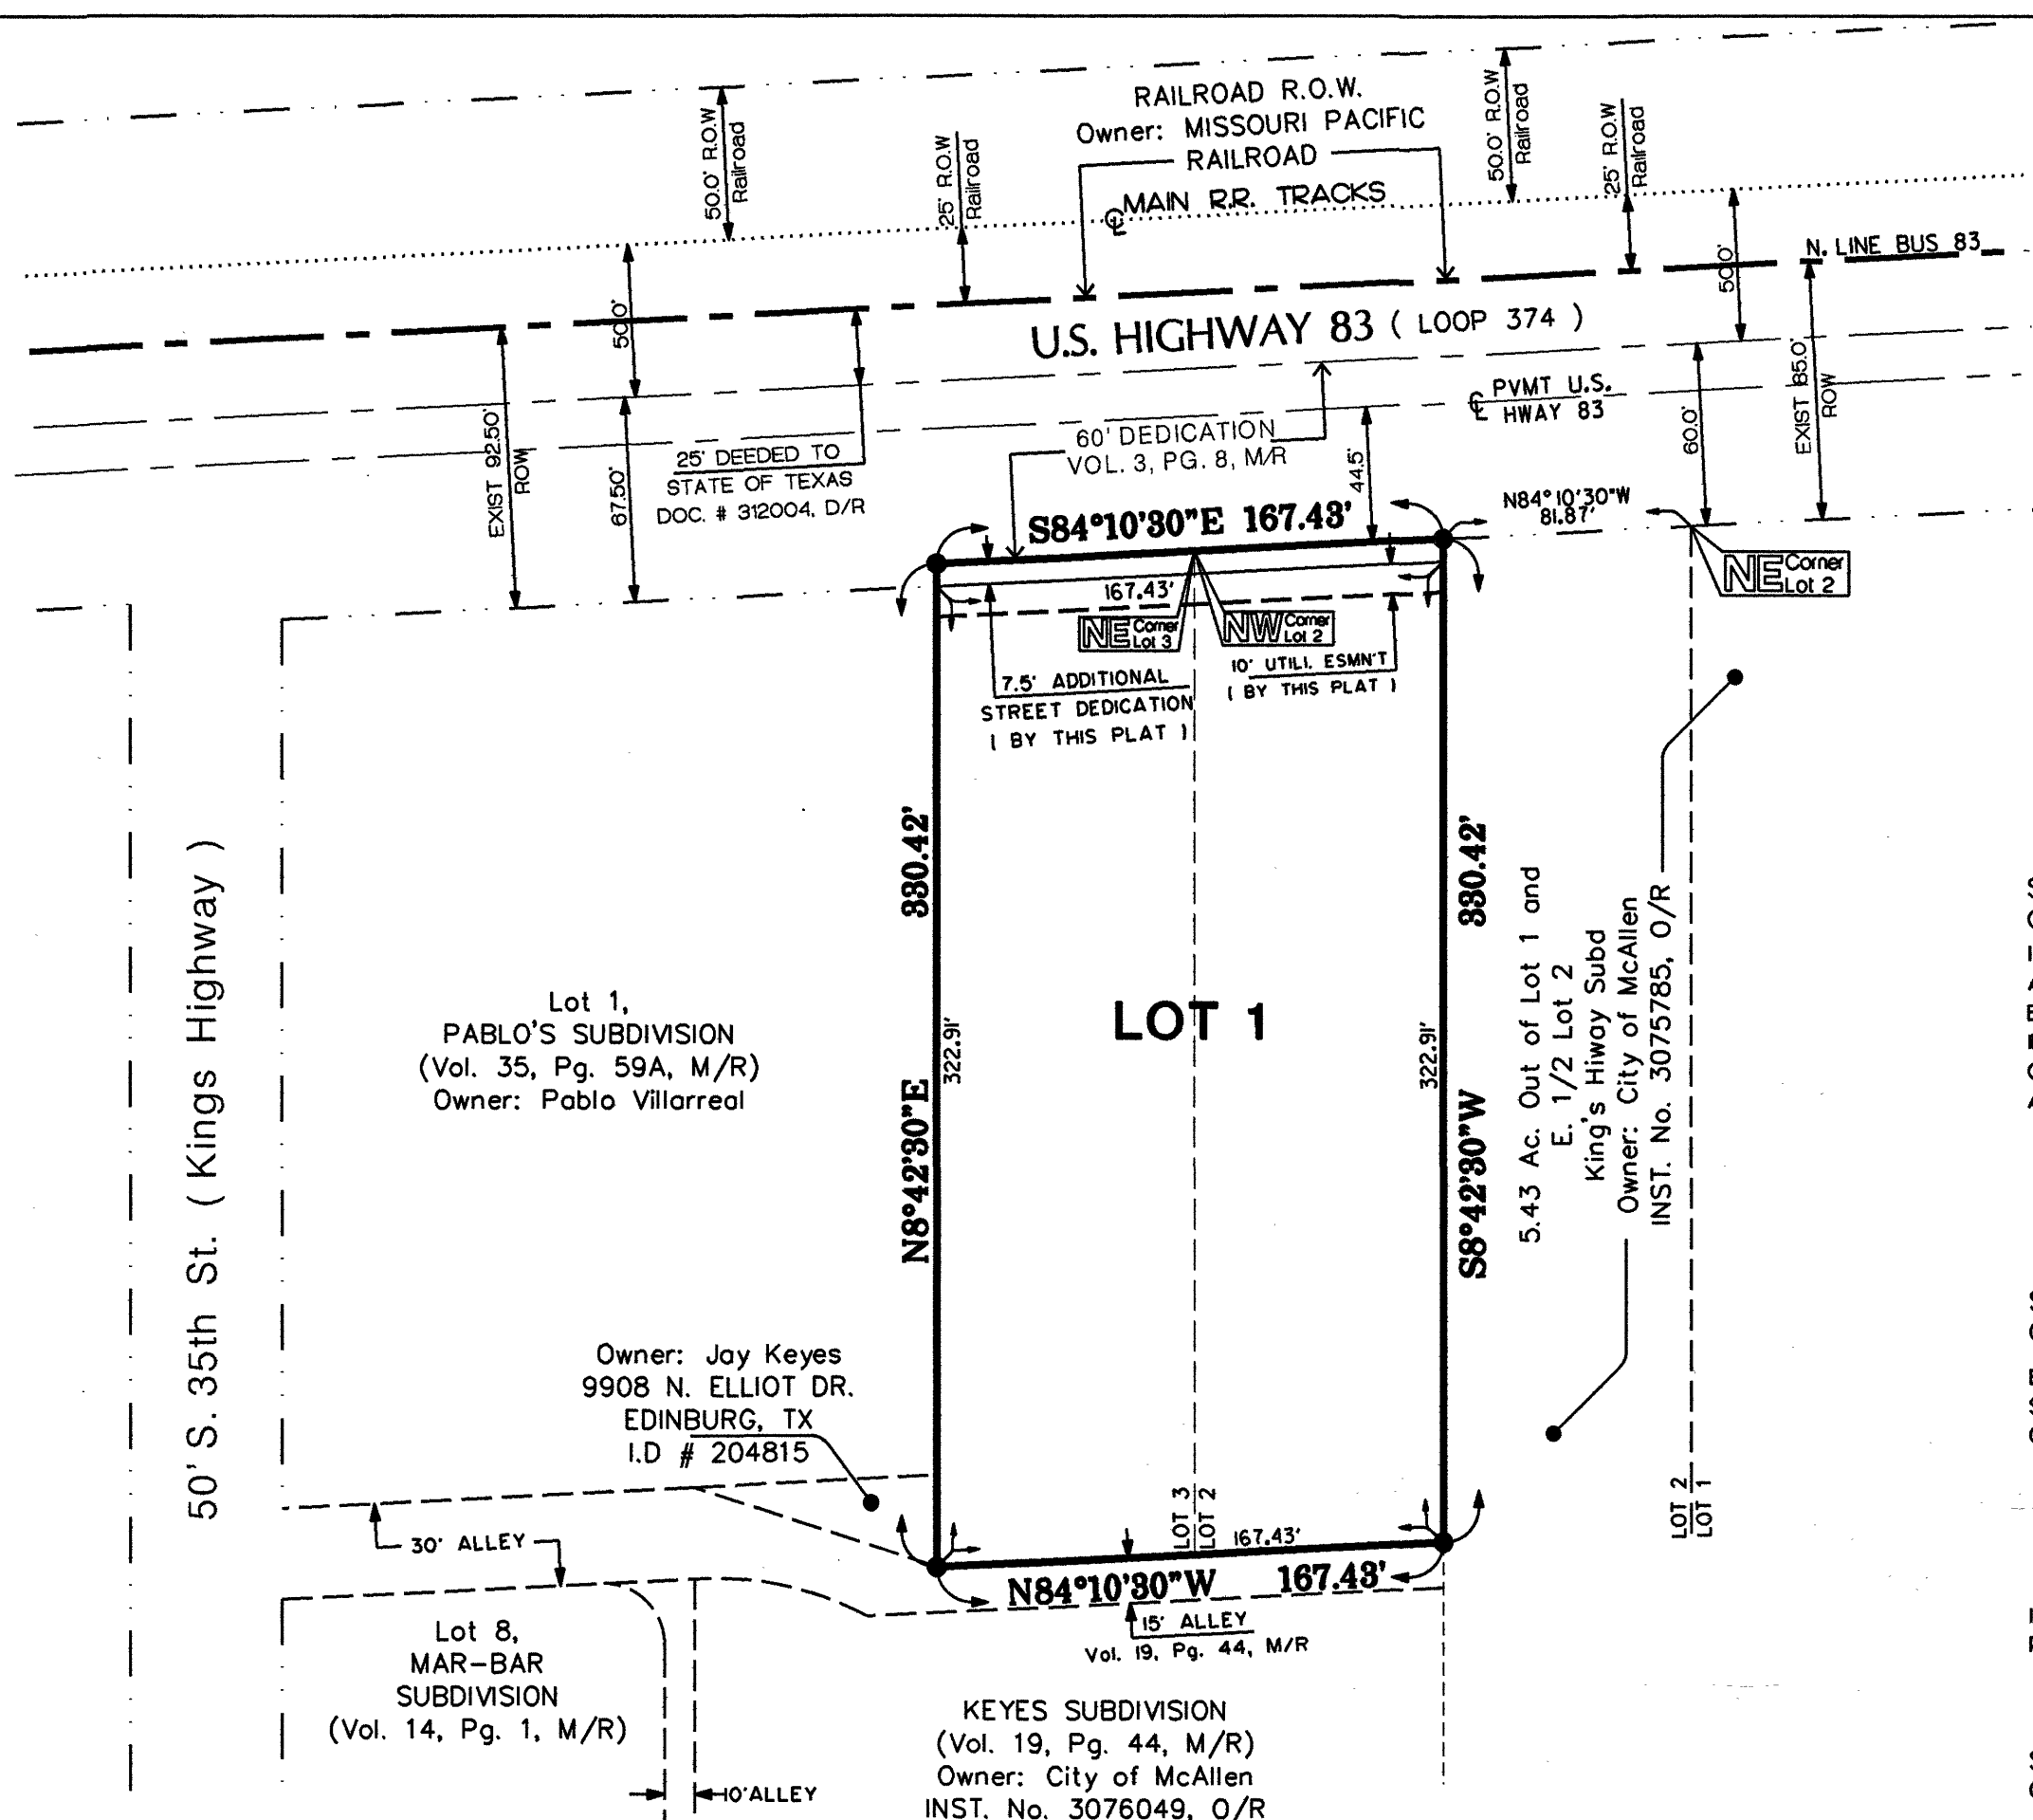 50.0' R.O.W
Railroad
25' R.O.W
Railroad
RAILROAD R.O.W.
Owner: MISSOURI PACIFIC
RAILROAD
50.0' R.O.W
Railroad
25' R.O.W
Railroad
℄ MAIN R.R. TRACKS
N. LINE BUS 83
50.0'
50.0'
U.S. HIGHWAY 83 ( LOOP 374 )
EXIST 92.50'
ROW
67.50'
25' DEEDED TO
STATE OF TEXAS
DOC. # 312004, D/R
60' DEDICATION
VOL. 3, PG. 8, M/R
44.5'
℄ PVMT U.S.
HWAY 83
60.0'
EXIST 85.0'
ROW
S84°10'30"E 167.43'
N84°10'30"W
81.87'
NE Corner
Lot 2
167.43'
NE Corner
Lot 3
NW Corner
Lot 2
7.5' ADDITIONAL
STREET DEDICATION
( BY THIS PLAT )
10' UTILI. ESMN'T
( BY THIS PLAT )
50' S. 35th St. ( Kings Highway )
Lot 1,
PABLO'S SUBDIVISION
(Vol. 35, Pg. 59A, M/R)
Owner: Pablo Villarreal
N8°42'30"E 330.42'
322.91'
LOT 1
322.91'
S8°42'30"W 330.42'
5.43 Ac. Out of Lot 1 and
E. 1/2 Lot 2
King's Hiway Subd
Owner: City of McAllen
INST. No. 3075785, O/R
Owner: Jay Keyes
9908 N. ELLIOT DR.
EDINBURG, TX
I.D # 204815
LOT 3
LOT 2
LOT 2
LOT 1
30' ALLEY
167.43'
N84°10'30"W 167.43'
15' ALLEY
Vol. 19, Pg. 44, M/R
Lot 8,
MAR-BAR
SUBDIVISION
(Vol. 14, Pg. 1, M/R)
10' ALLEY
KEYES SUBDIVISION
(Vol. 19, Pg. 44, M/R)
Owner: City of McAllen
INST. No. 3076049, O/R